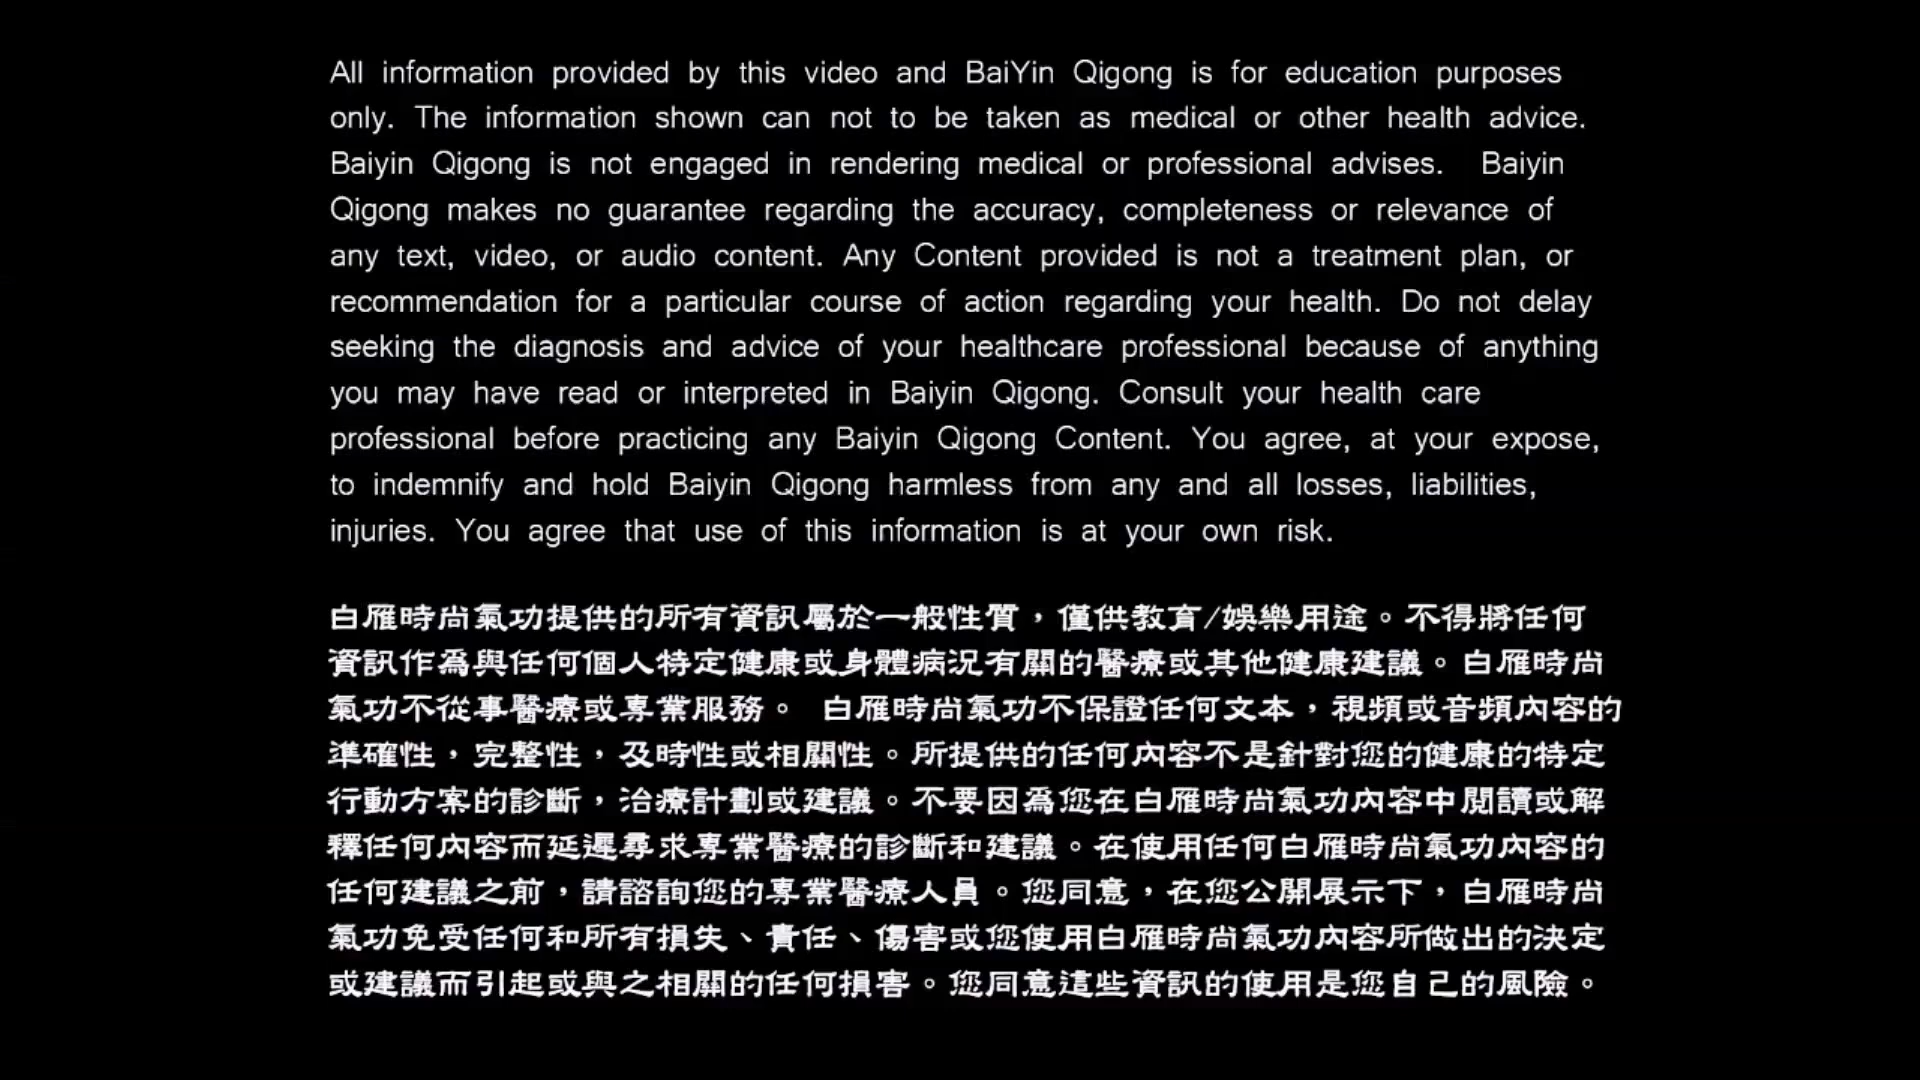 All information provided by this video and BaiYin Qigong is for education purposes
only. The information shown can not to be taken as medical or other health advice.
Baiyin Qigong is not engaged in rendering medical or professional advises. Baiyin
Qigong makes no guarantee regarding the accuracy, completeness or relevance of
any text, video, or audio content. Any Content provided is not a treatment plan, or
recommendation for a particular course of action regarding your health. Do not delay
seeking the diagnosis and advice of your healthcare professional because of anything
you may have read or interpreted in Baiyin Qigong. Consult your health care
professional before practicing any Baiyin Qigong Content. You agree, at your expose,
to indemnify and hold Baiyin Qigong harmless from any and all losses, liabilities,
injuries. You agree that use of this information is at your own risk.
白雁時尚氣功提供的所有資訊屬於一般性質，僅供教育/娛樂用途。不得將任何
資訊作為與任何個人特定健康或身體病況有關的醫療或其他健康建議。白雁時尚
氣功不從事醫療或專業服務。 白雁時尚氣功不保證任何文本，視頻或音頻內容的
準確性，完整性，及時性或相關性。所提供的任何內容不是針對您的健康的特定
行動方案的診斷，治療計劃或建議。不要因為您在白雁時尚氣功內容中閱讀或解
釋任何內容而延遲尋求專業醫療的診斷和建議。在使用任何白雁時尚氣功內容的
任何建議之前，請諮詢您的專業醫療人員。您同意，在您公開展示下，白雁時尚
氣功免受任何和所有損失、責任、傷害或您使用白雁時尚氣功內容所做出的決定
或建議而引起或與之相關的任何損害。您同意這些資訊的使用是您自己的風險。